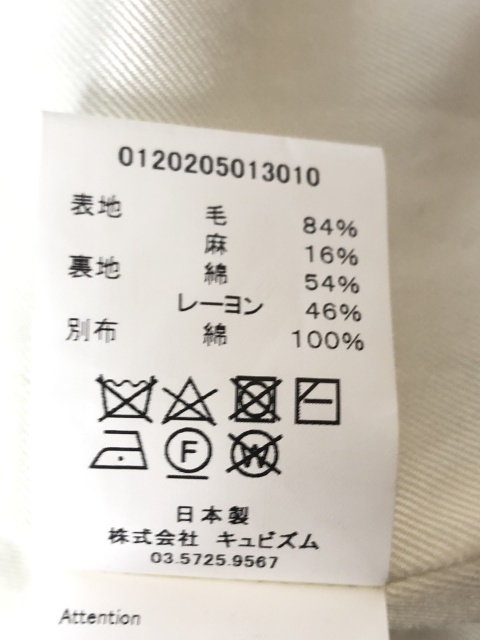 0120205013010
表地 毛 84%
麻 16%
裏地 綿 54%
レーヨン 46%
別布 綿 100%
F
W
日本製
株式会社 キュビズム
03.5725.9567
Attention